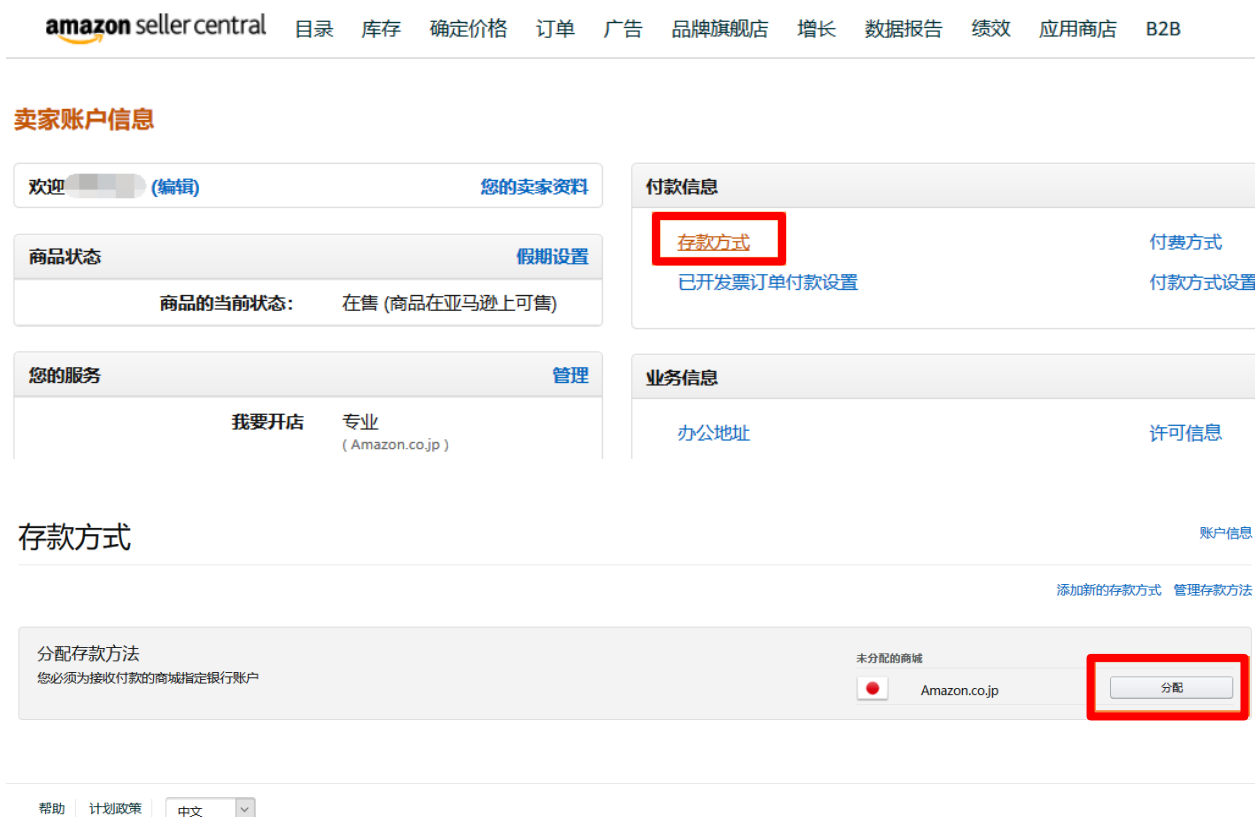 amazon seller central 目录 库存 确定价格 订单 广告 品牌旗舰店 增长 数据报告 绩效 应用商店 B2B
卖家账户信息
欢迎 (编辑) 您的卖家资料
商品状态 假期设置
商品的当前状态： 在售 (商品在亚马逊上可售)
您的服务 管理
我要开店 专业
( Amazon.co.jp )
付款信息
存款方式 付费方式
已开发票订单付款设置 付款方式设置
业务信息
办公地址 许可信息
存款方式 账户信息
添加新的存款方式 管理存款方法
分配存款方法
您必须为接收付款的商城指定银行账户
未分配的商城
Amazon.co.jp 分配
帮助 计划政策 中文